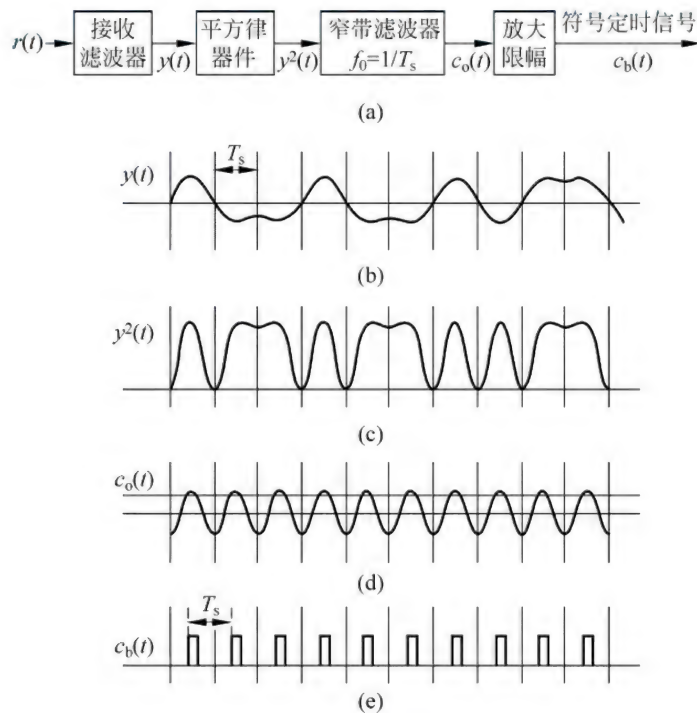 r(t)
接收
滤波器
y(t)
平方律
器件
y²(t)
窄带滤波器
f₀=1/Tₛ
cₒ(t)
放大
限幅
符号定时信号
c_b(t)
(a)
y(t)
Tₛ
(b)
y²(t)
(c)
cₒ(t)
(d)
Tₛ
c_b(t)
(e)